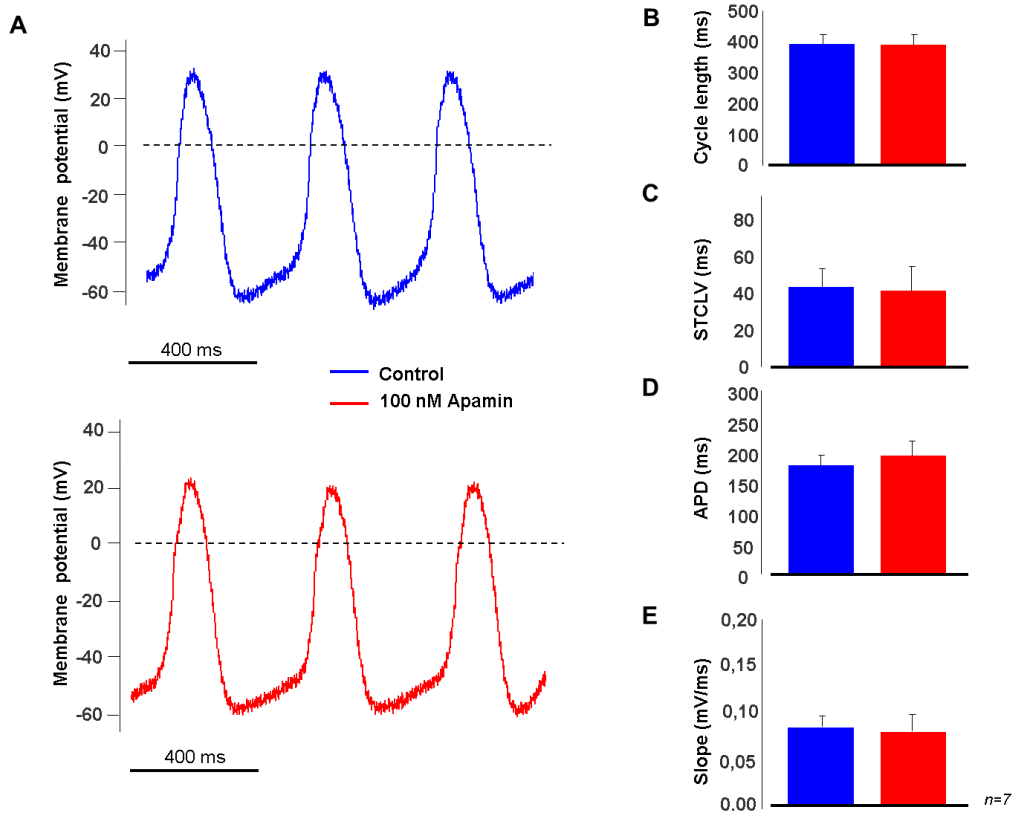 A
Membrane potential (mV)
40
20
0
-20
-40
-60
400 ms
Control
100 nM Apamin
Membrane potential (mV)
40
20
0
-20
-40
-60
400 ms
B
Cycle length (ms)
500
400
300
200
100
0
C
STCLV (ms)
80
60
40
20
0
D
APD (ms)
300
250
200
150
100
50
0
E
Slope (mV/ms)
0,20
0,15
0,10
0,05
0.00
n=7